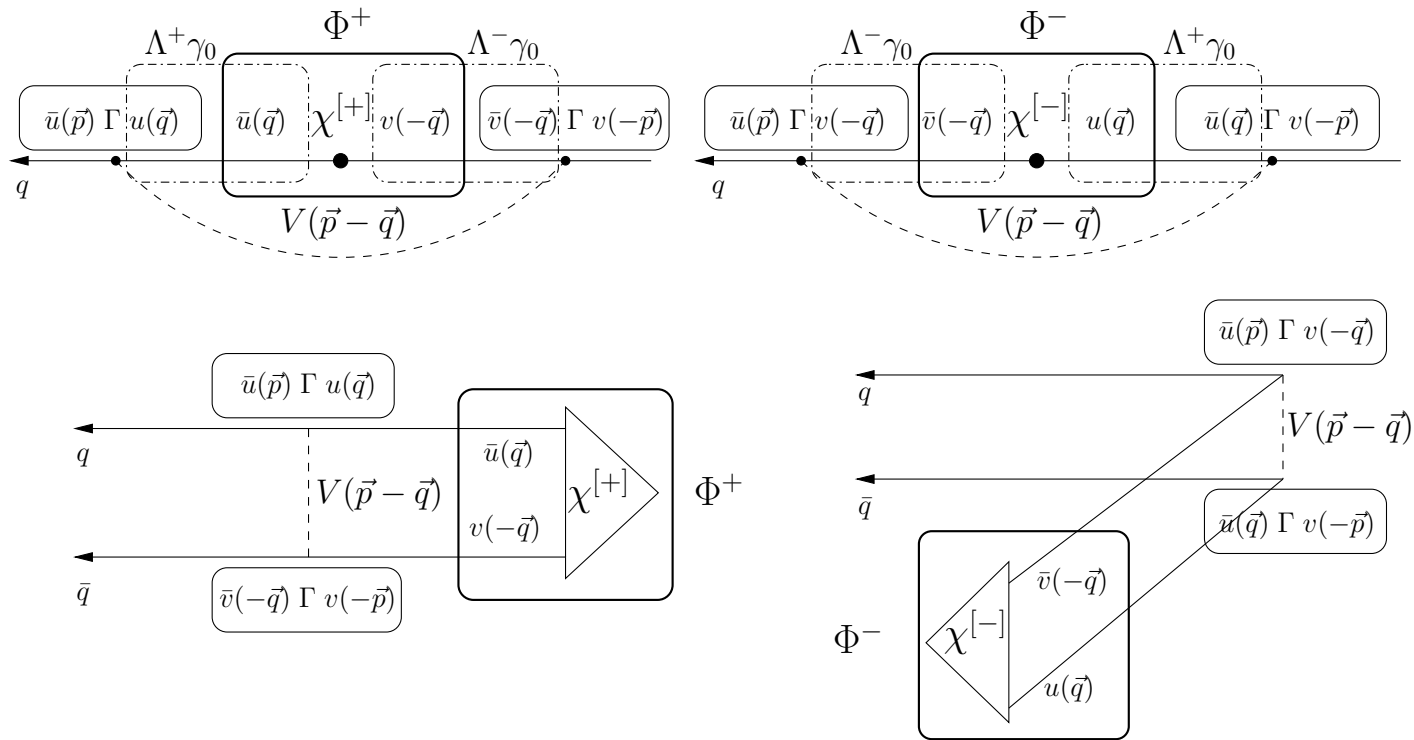 Φ⁺
Λ⁺γ₀ Λ⁻γ₀
ū(p⃗) Γ u(q⃗) ū(q⃗) χ^[+] v(−q⃗) v̄(−q⃗) Γ v(−p⃗)
q
V(p⃗ − q⃗)
Φ⁻
Λ⁻γ₀ Λ⁺γ₀
ū(p⃗) Γ v(−q⃗) v̄(−q⃗) χ^[−] u(q⃗) ū(q⃗) Γ v(−p⃗)
q
V(p⃗ − q⃗)
ū(p⃗) Γ u(q⃗)
q
ū(q⃗)
V(p⃗ − q⃗) χ^[+] Φ⁺
v(−q⃗)
q̄
v̄(−q⃗) Γ v(−p⃗)
ū(p⃗) Γ v(−q⃗)
q
V(p⃗ − q⃗)
q̄
ū(q⃗) Γ v(−p⃗)
v̄(−q⃗)
Φ⁻ χ^[−]
u(q⃗)